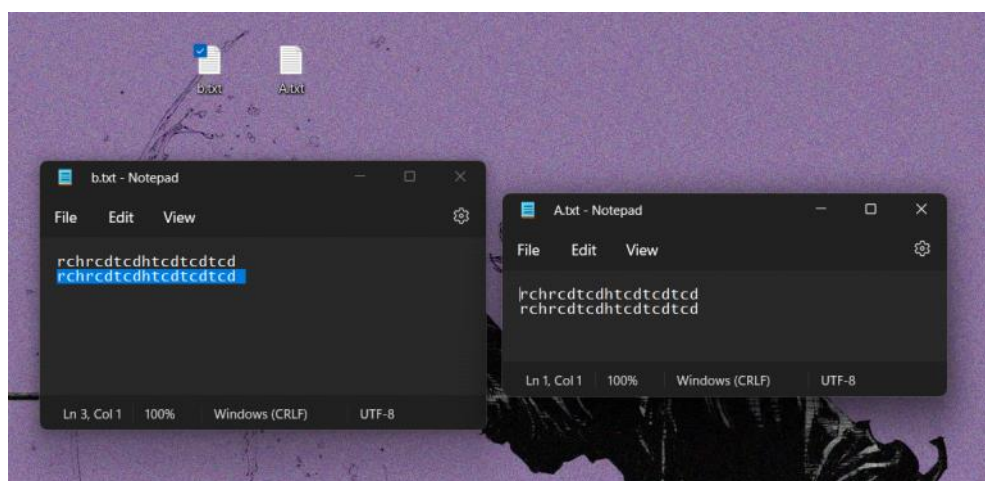 b.txt
A.txt
b.txt - Notepad
File Edit View
rchrcdtcdhtcdtcdtcd
rchrcdtcdhtcdtcdtcd
Ln 3, Col 1 100% Windows (CRLF) UTF-8
A.txt - Notepad
File Edit View
rchrcdtcdhtcdtcdtcd
rchrcdtcdhtcdtcdtcd
Ln 1, Col 1 100% Windows (CRLF) UTF-8